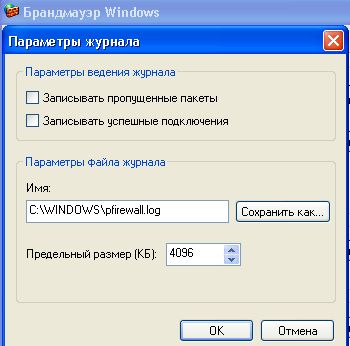 Брандмауэр Windows
Параметры журнала
Параметры ведения журнала
Записывать пропущенные пакеты
Записывать успешные подключения
Параметры файла журнала
Имя:
C:\WINDOWS\pfirewall.log
Сохранить как...
Предельный размер (КБ): 4096
ОК Отмена